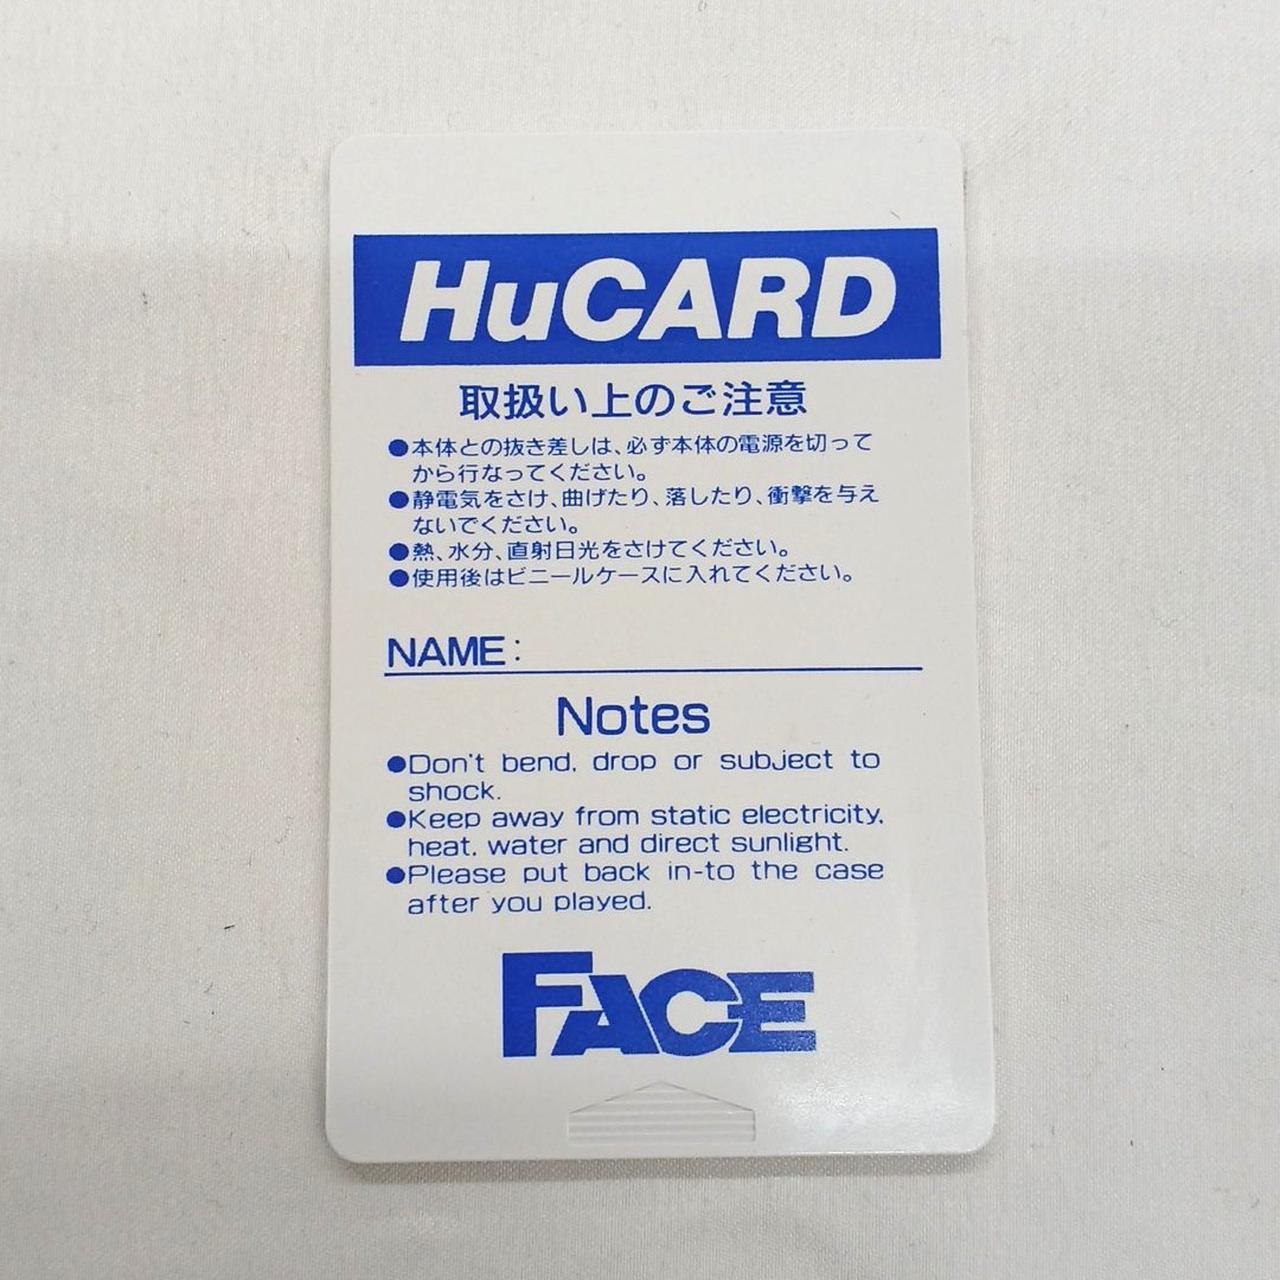 HuCARD
取扱い上のご注意
●本体との抜き差しは、必ず本体の電源を切って
から行なってください。
●静電気をさけ、曲げたり、落したり、衝撃を与え
ないでください。
●熱、水分、直射日光をさけてください。
●使用後はビニールケースに入れてください。
NAME:
Notes
●Don't bend, drop or subject to
shock.
●Keep away from static electricity,
heat, water and direct sunlight.
●Please put back in-to the case
after you played.
FACE